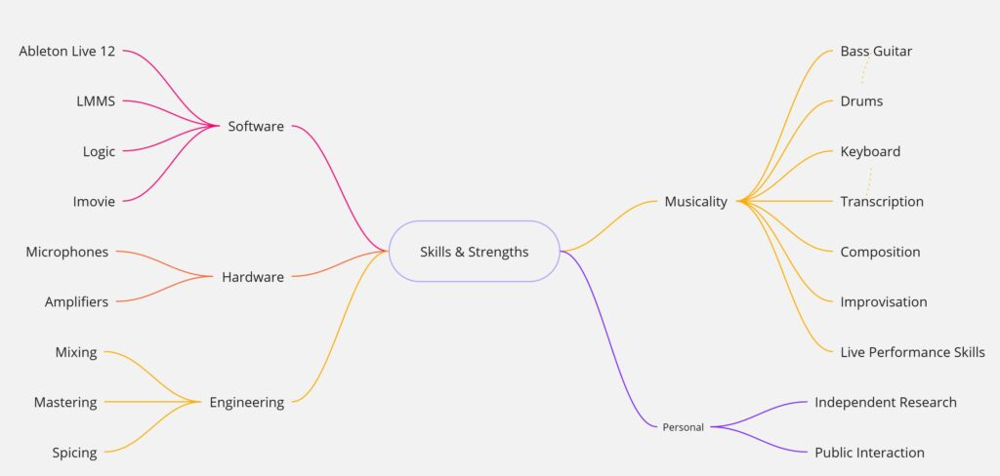 Skills & Strengths
Software
Ableton Live 12
LMMS
Logic
Imovie
Hardware
Microphones
Amplifiers
Engineering
Mixing
Mastering
Spicing
Musicality
Bass Guitar
Drums
Keyboard
Transcription
Composition
Improvisation
Live Performance Skills
Personal
Independent Research
Public Interaction